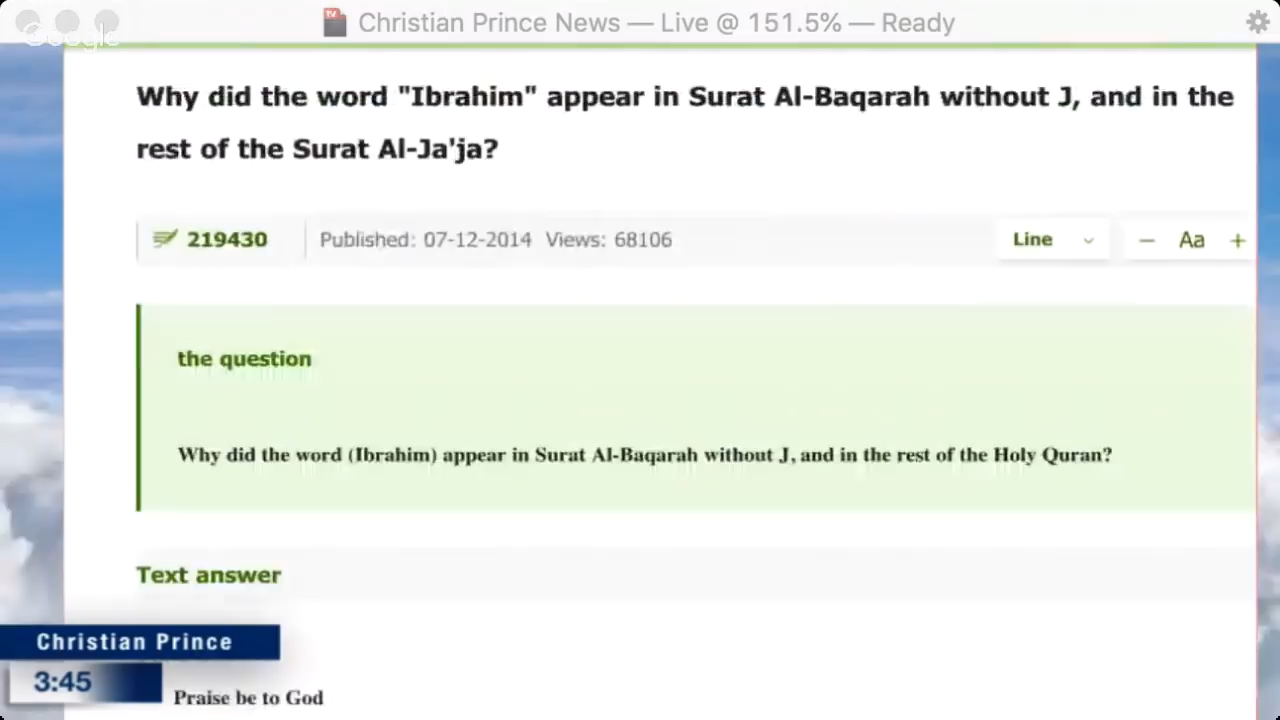 Christian Prince News — Live @ 151.5% — Ready
Google
Why did the word "Ibrahim" appear in Surat Al-Baqarah without J, and in the
rest of the Surat Al-Ja'ja?
219430 Published: 07-12-2014 Views: 68106 Line Aa
the question
Why did the word (Ibrahim) appear in Surat Al-Baqarah without J, and in the rest of the Holy Quran?
Text answer
Christian Prince
3:45
Praise be to God